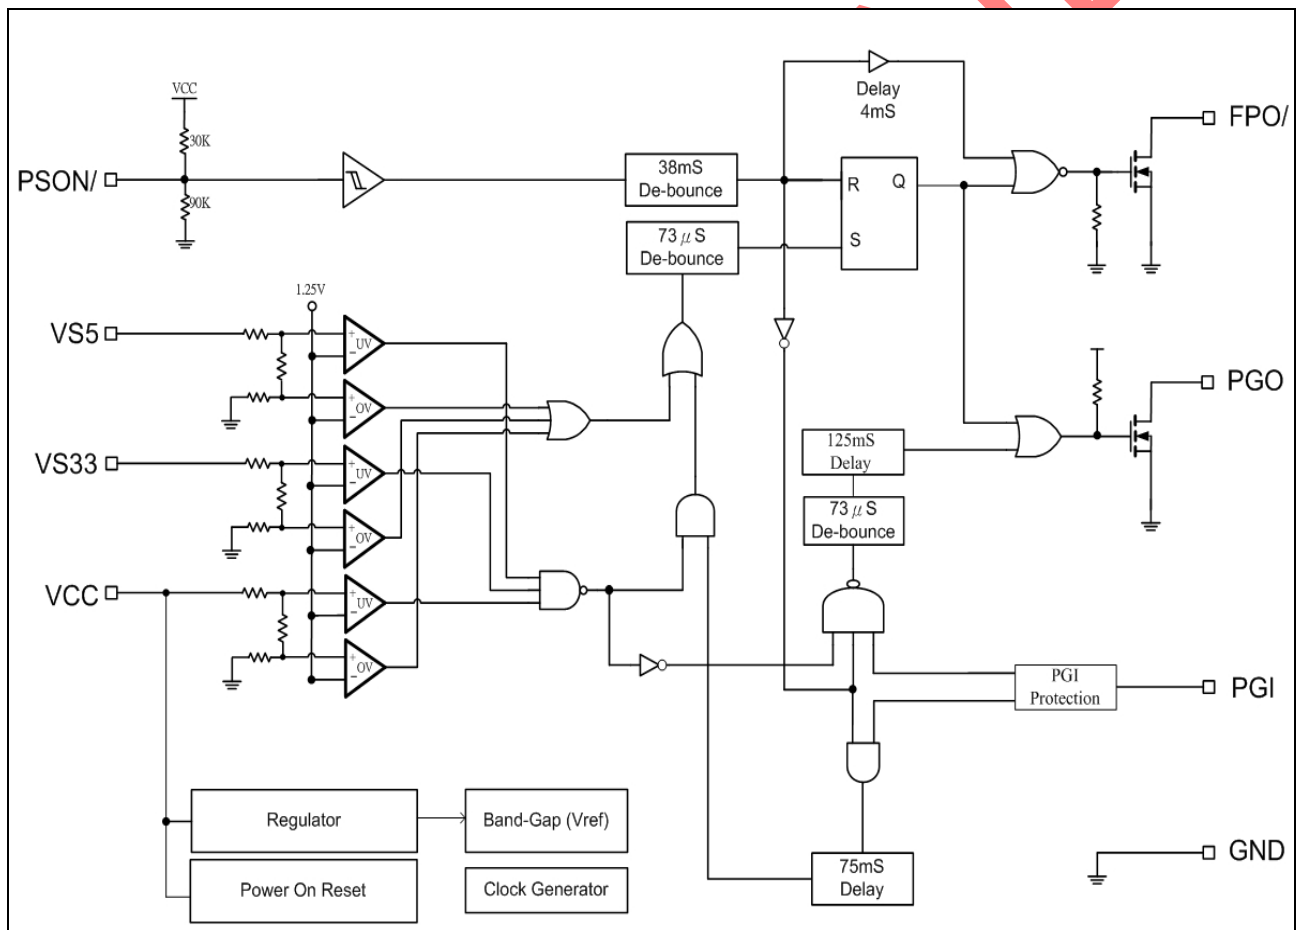 Delay
4mS
FPO/
VCC
30K
PSON/
38mS
De-bounce
R
Q
90K
S
73 μ S
De-bounce
1.25V
VS5
+
UV
−
PGO
+
OV
−
125mS
Delay
VS33
+
UV
−
73 μ S
De-bounce
+
OV
−
VCC
+
UV
−
+
OV
−
PGI
Protection
PGI
Regulator
Band-Gap (Vref)
GND
75mS
Delay
Power On Reset
Clock Generator